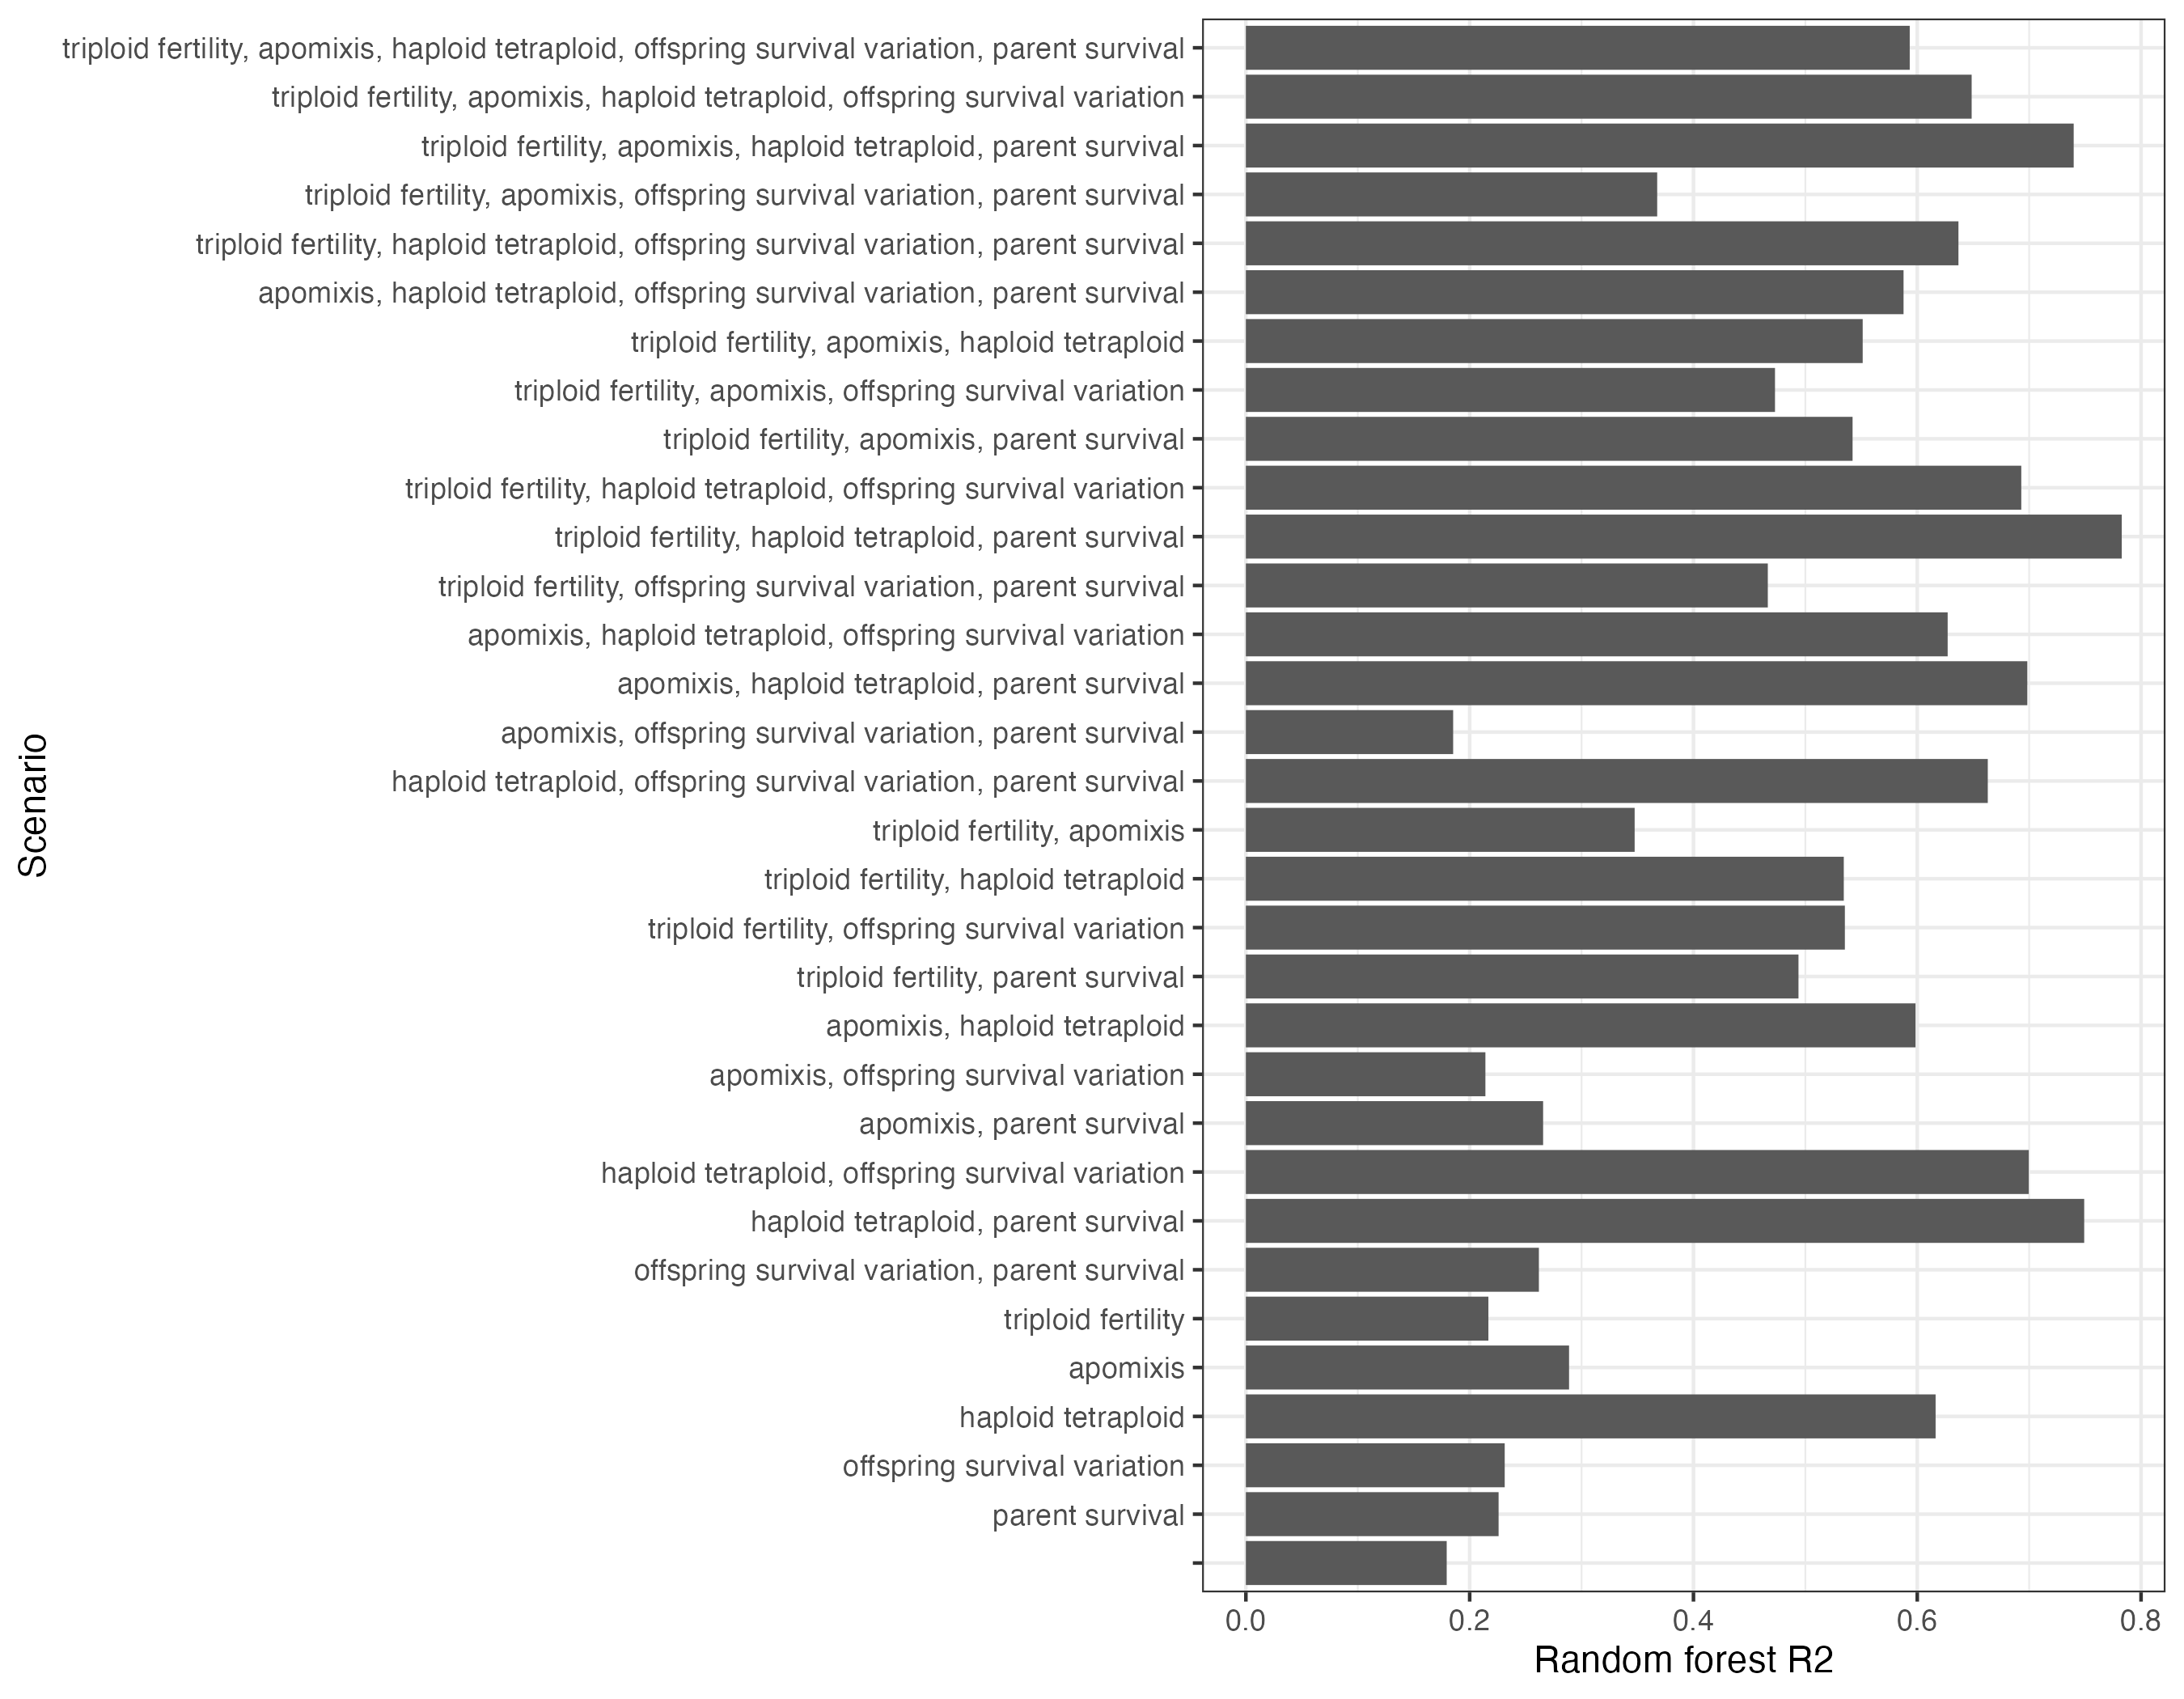 triploid fertility, apomixis, haploid tetraploid, offspring survival variation, parent survival
triploid fertility, apomixis, haploid tetraploid, offspring survival variation
triploid fertility, apomixis, haploid tetraploid, parent survival
triploid fertility, apomixis, offspring survival variation, parent survival
triploid fertility, haploid tetraploid, offspring survival variation, parent survival
apomixis, haploid tetraploid, offspring survival variation, parent survival
triploid fertility, apomixis, haploid tetraploid
triploid fertility, apomixis, offspring survival variation
triploid fertility, apomixis, parent survival
triploid fertility, haploid tetraploid, offspring survival variation
triploid fertility, haploid tetraploid, parent survival
triploid fertility, offspring survival variation, parent survival
apomixis, haploid tetraploid, offspring survival variation
apomixis, haploid tetraploid, parent survival
apomixis, offspring survival variation, parent survival
haploid tetraploid, offspring survival variation, parent survival
triploid fertility, apomixis
triploid fertility, haploid tetraploid
triploid fertility, offspring survival variation
triploid fertility, parent survival
apomixis, haploid tetraploid
apomixis, offspring survival variation
apomixis, parent survival
haploid tetraploid, offspring survival variation
haploid tetraploid, parent survival
offspring survival variation, parent survival
triploid fertility
apomixis
haploid tetraploid
offspring survival variation
parent survival
Scenario
0.0 0.2 0.4 0.6 0.8
Random forest R2